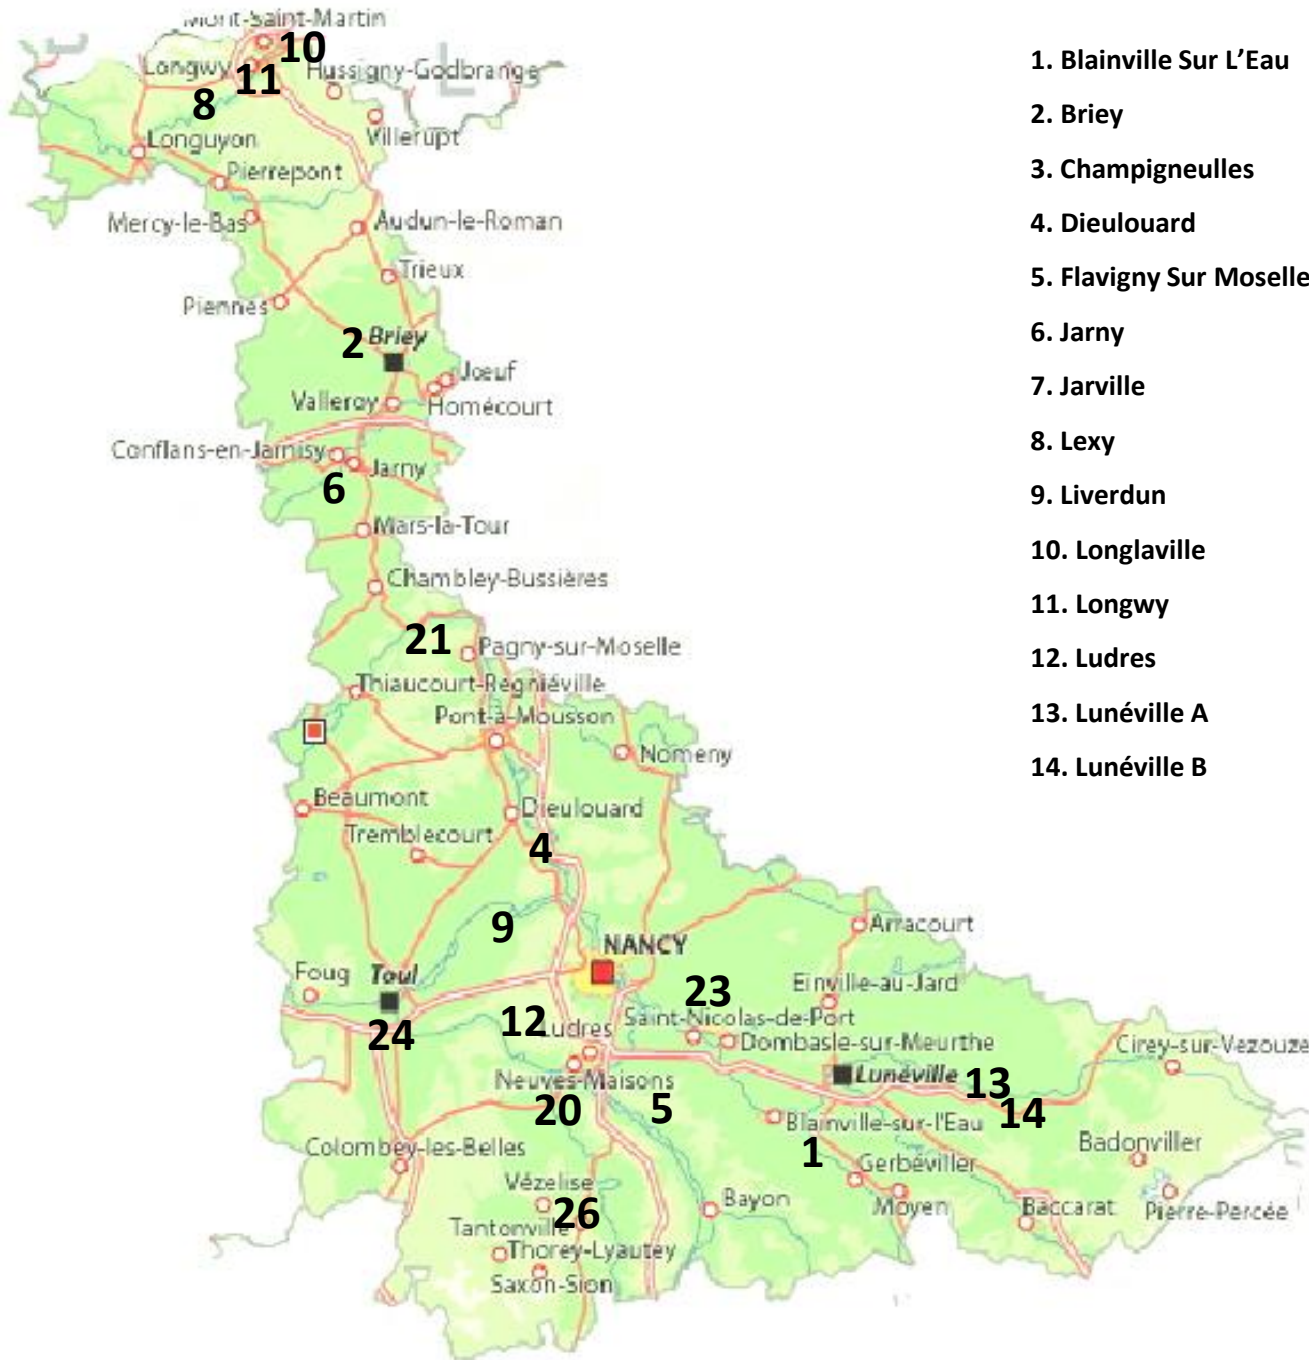 Mont-Saint-Martin
10
Longwy
11
Hussigny-Godbrange
8
Villerupt
Longuyon
Pierrepont
Mercy-le-Bas
Audun-le-Roman
Trieux
Piennes
2
Briey
Jœuf
Valleroy
Homécourt
Conflans-en-Jarnisy
Jarny
6
Mars-la-Tour
Chambley-Bussières
21
Pagny-sur-Moselle
Thiaucourt-Regniéville
Pont-à-Mousson
Nomeny
Beaumont
Dieulouard
Tremblecourt
4
9
Arracourt
NANCY
Foug
Toul
23
Einville-au-Jard
24
12
Ludres
Saint-Nicolas-de-Port
Dombasle-sur-Meurthe
Cirey-sur-Vezouze
Neuves-Maisons
Lunéville
13
20
5
14
Blainville-sur-l'Eau
1
Badonviller
Colombey-les-Belles
Gerbéviller
Vézelise
26
Bayon
Moyen
Baccarat
Pierre-Percée
Tantonville
Thorey-Lyautey
Saxon-Sion
1. Blainville Sur L’Eau
2. Briey
3. Champigneulles
4. Dieulouard
5. Flavigny Sur Moselle
6. Jarny
7. Jarville
8. Lexy
9. Liverdun
10. Longlaville
11. Longwy
12. Ludres
13. Lunéville A
14. Lunéville B